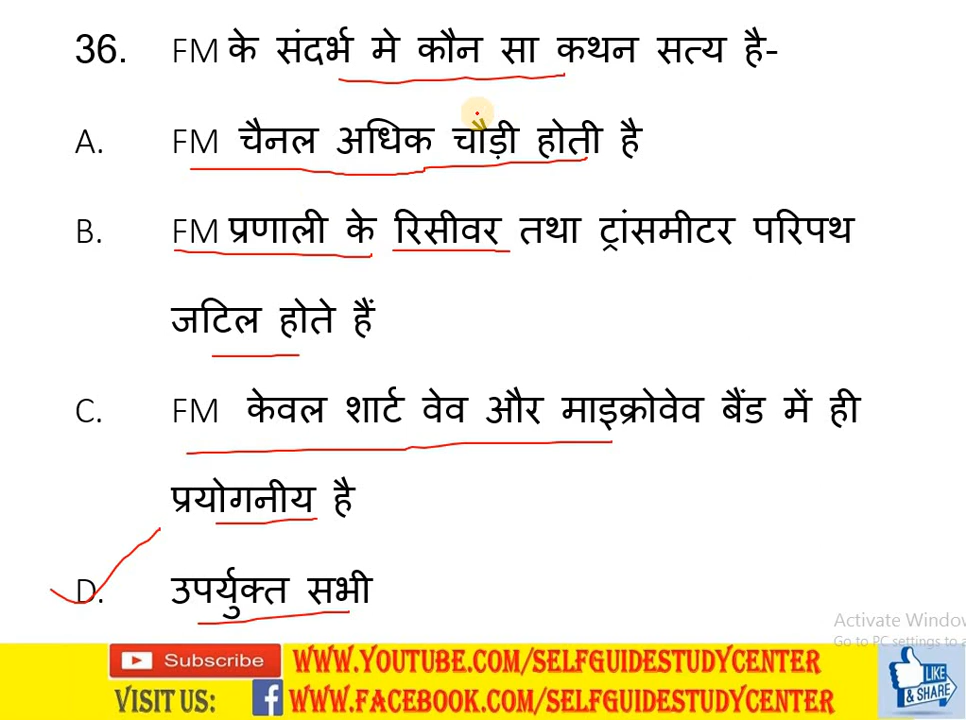 36. FM के संदर्भ मे कौन सा कथन सत्य है-
A. FM चैनल अधिक चौड़ी होती है
B. FM प्रणाली के रिसीवर तथा ट्रांसमीटर परिपथ
जटिल होते हैं
C. FM केवल शार्ट वेव और माइक्रोवेव बैंड में ही
प्रयोगनीय है
D. उपर्युक्त सभी
Activate Window
Go to PC settings to a
Subscribe WWW.YOUTUBE.COM/SELFGUIDESTUDYCENTER
VISIT US: f WWW.FACEBOOK.COM/SELFGUIDESTUDYCENTER
LIKE
& SHARE